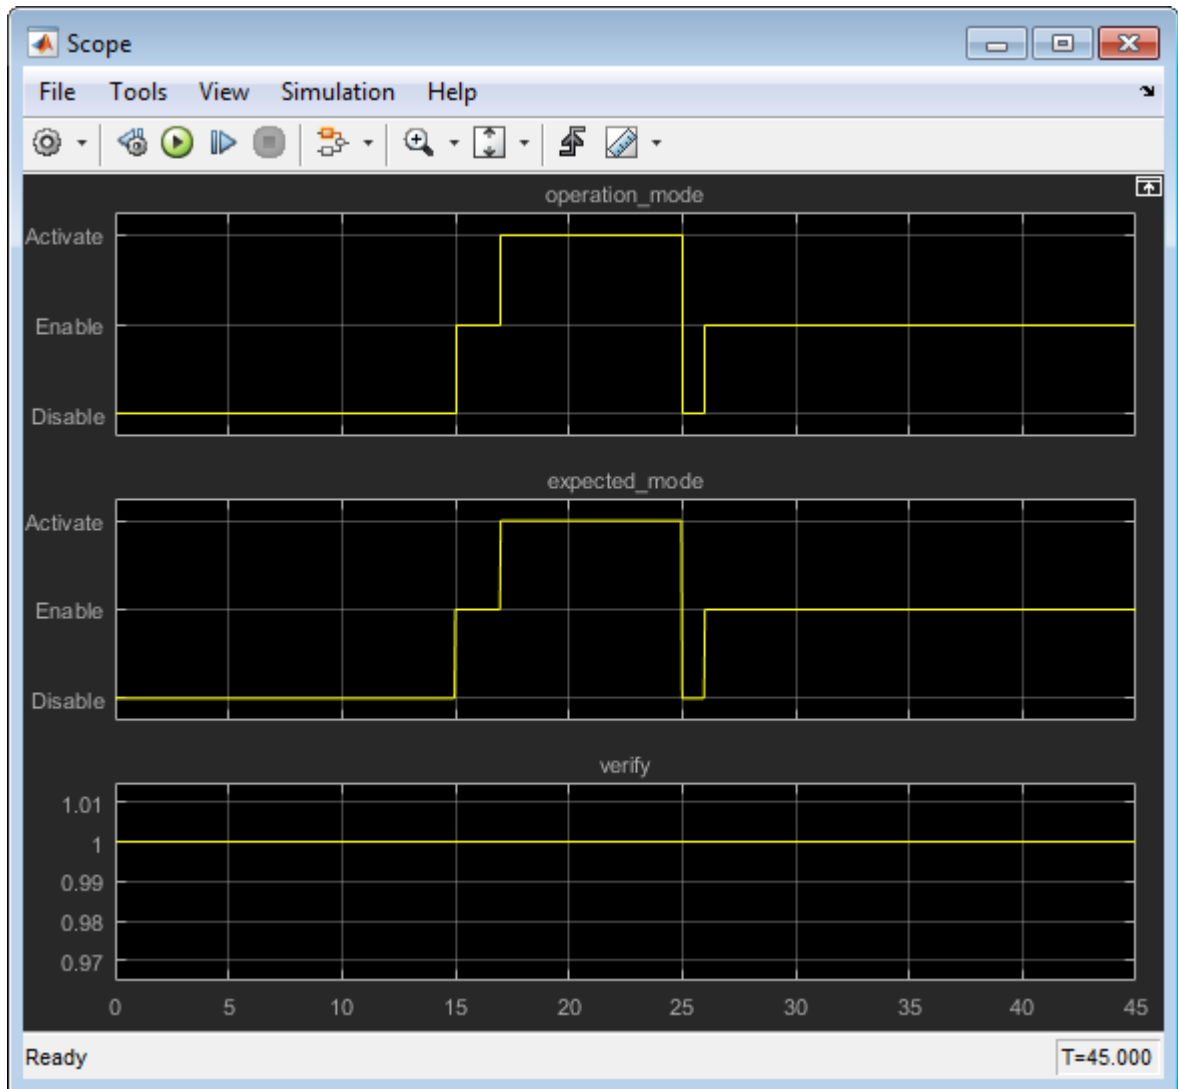 Scope
File Tools View Simulation Help
operation_mode
Activate
Enable
Disable
expected_mode
Activate
Enable
Disable
verify
1.01
1
0.99
0.98
0.97
0 5 10 15 20 25 30 35 40 45
Ready T=45.000